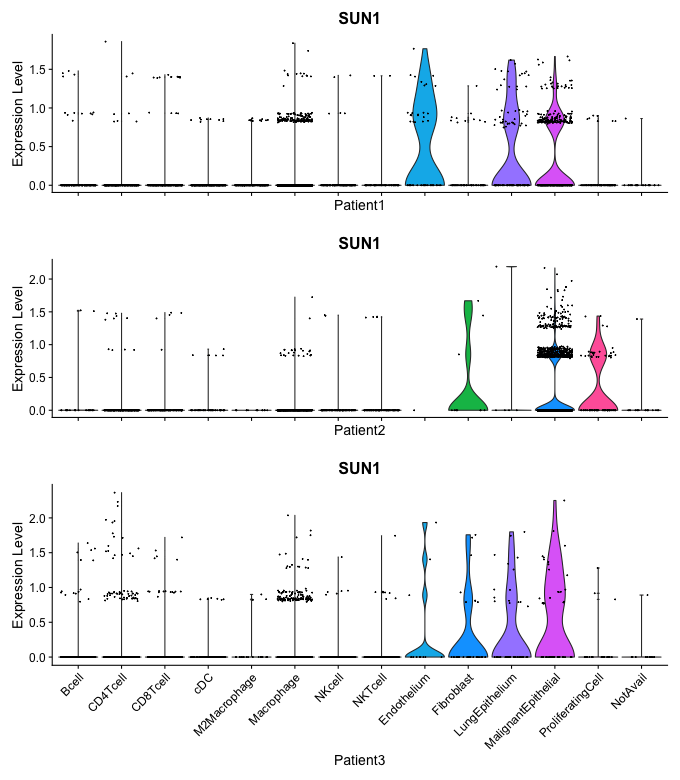 SUN1
Expression Level
1.5
1.0
0.5
0.0
Patient1
SUN1
Expression Level
2.0
1.5
1.0
0.5
0.0
Patient2
SUN1
Expression Level
2.0
1.5
1.0
0.5
0.0
Bcell
CD4Tcell
CD8Tcell
cDC
M2Macrophage
Macrophage
NKcell
NKTcell
Endothelium
Fibroblast
LungEpithelium
MalignantEpithelial
ProliferatingCell
NotAvail
Patient3